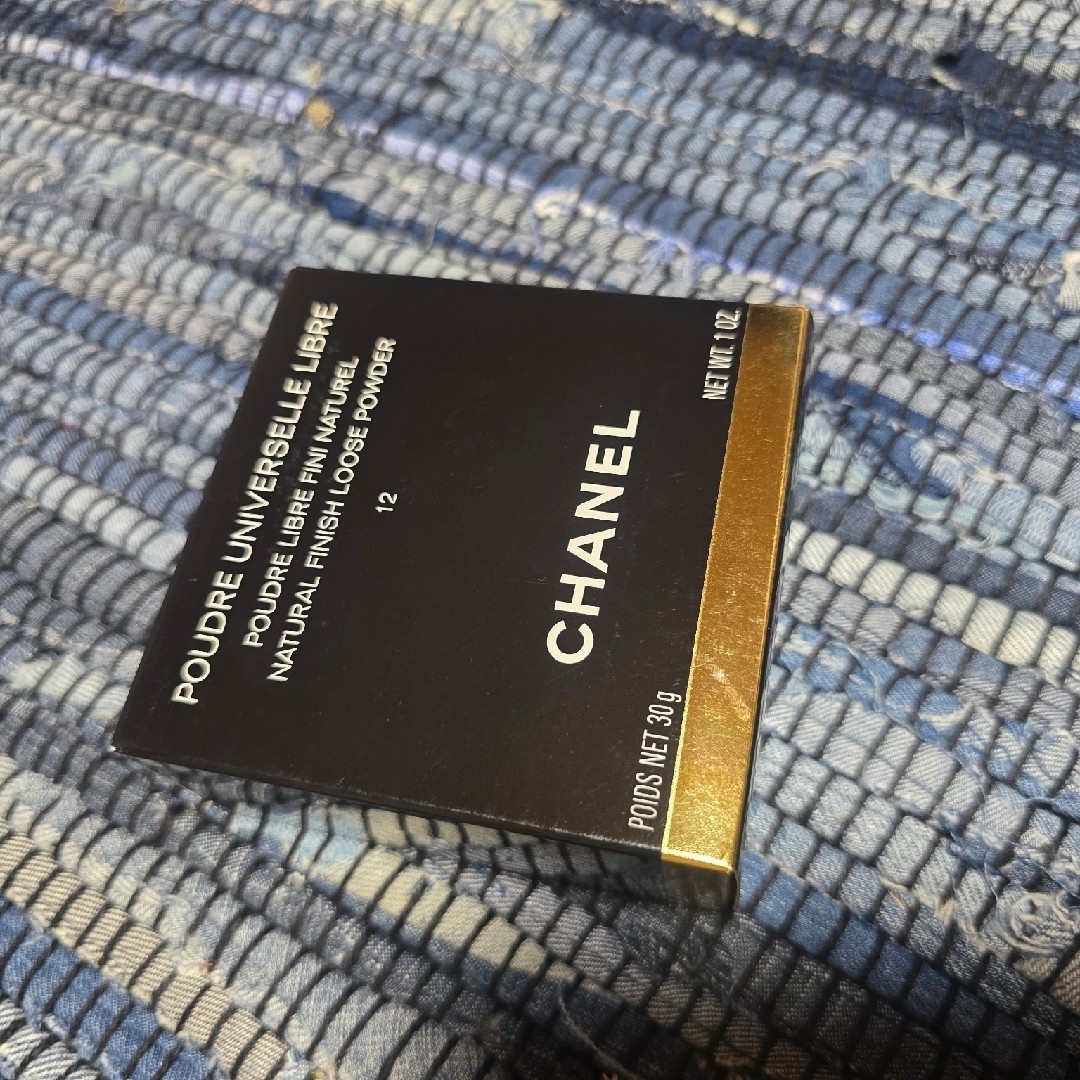 POUDRE UNIVERSELLE LIBRE
POUDRE LIBRE FINI NATUREL
NATURAL FINISH LOOSE POWDER
12
CHANEL
POIDS NET 30g
NET WT. 1 OZ.